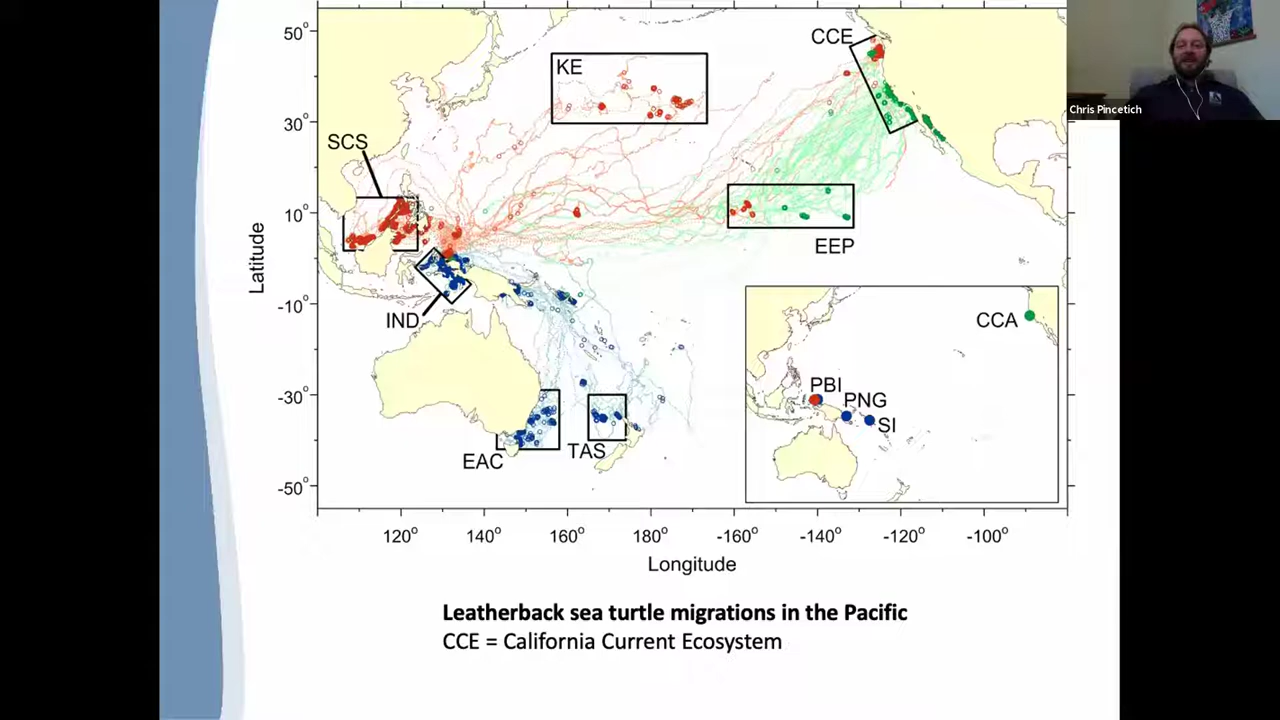 Chris Pincetich
50°
30°
10°
-10°
-30°
-50°
Latitude
CCE
KE
SCS
EEP
IND
EAC
TAS
CCA
PBI
PNG
SI
120°
140°
160°
180°
-160°
-140°
-120°
-100°
Longitude
Leatherback sea turtle migrations in the Pacific
CCE = California Current Ecosystem